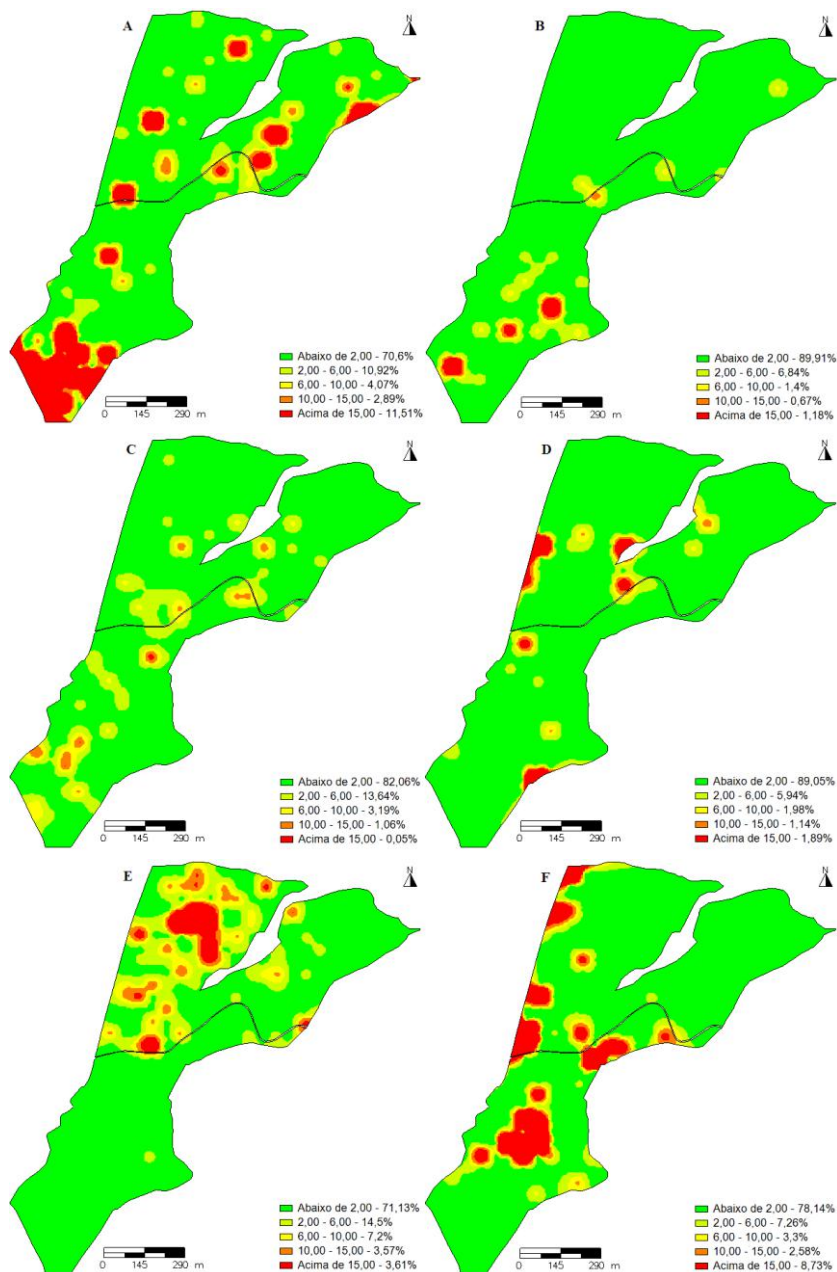 A
N
Abaixo de 2,00 - 70,6%
2,00 - 6,00 - 10,92%
6,00 - 10,00 - 4,07%
10,00 - 15,00 - 2,89%
Acima de 15,00 - 11,51%
0 145 290 m
B
N
Abaixo de 2,00 - 89,91%
2,00 - 6,00 - 6,84%
6,00 - 10,00 - 1,4%
10,00 - 15,00 - 0,67%
Acima de 15,00 - 1,18%
0 145 290 m
C
N
Abaixo de 2,00 - 82,06%
2,00 - 6,00 - 13,64%
6,00 - 10,00 - 3,19%
10,00 - 15,00 - 1,06%
Acima de 15,00 - 0,05%
0 145 290 m
D
N
Abaixo de 2,00 - 89,05%
2,00 - 6,00 - 5,94%
6,00 - 10,00 - 1,98%
10,00 - 15,00 - 1,14%
Acima de 15,00 - 1,89%
0 145 290 m
E
N
Abaixo de 2,00 - 71,13%
2,00 - 6,00 - 14,5%
6,00 - 10,00 - 7,2%
10,00 - 15,00 - 3,57%
Acima de 15,00 - 3,61%
0 145 290 m
F
N
Abaixo de 2,00 - 78,14%
2,00 - 6,00 - 7,26%
6,00 - 10,00 - 3,3%
10,00 - 15,00 - 2,58%
Acima de 15,00 - 8,73%
0 145 290 m